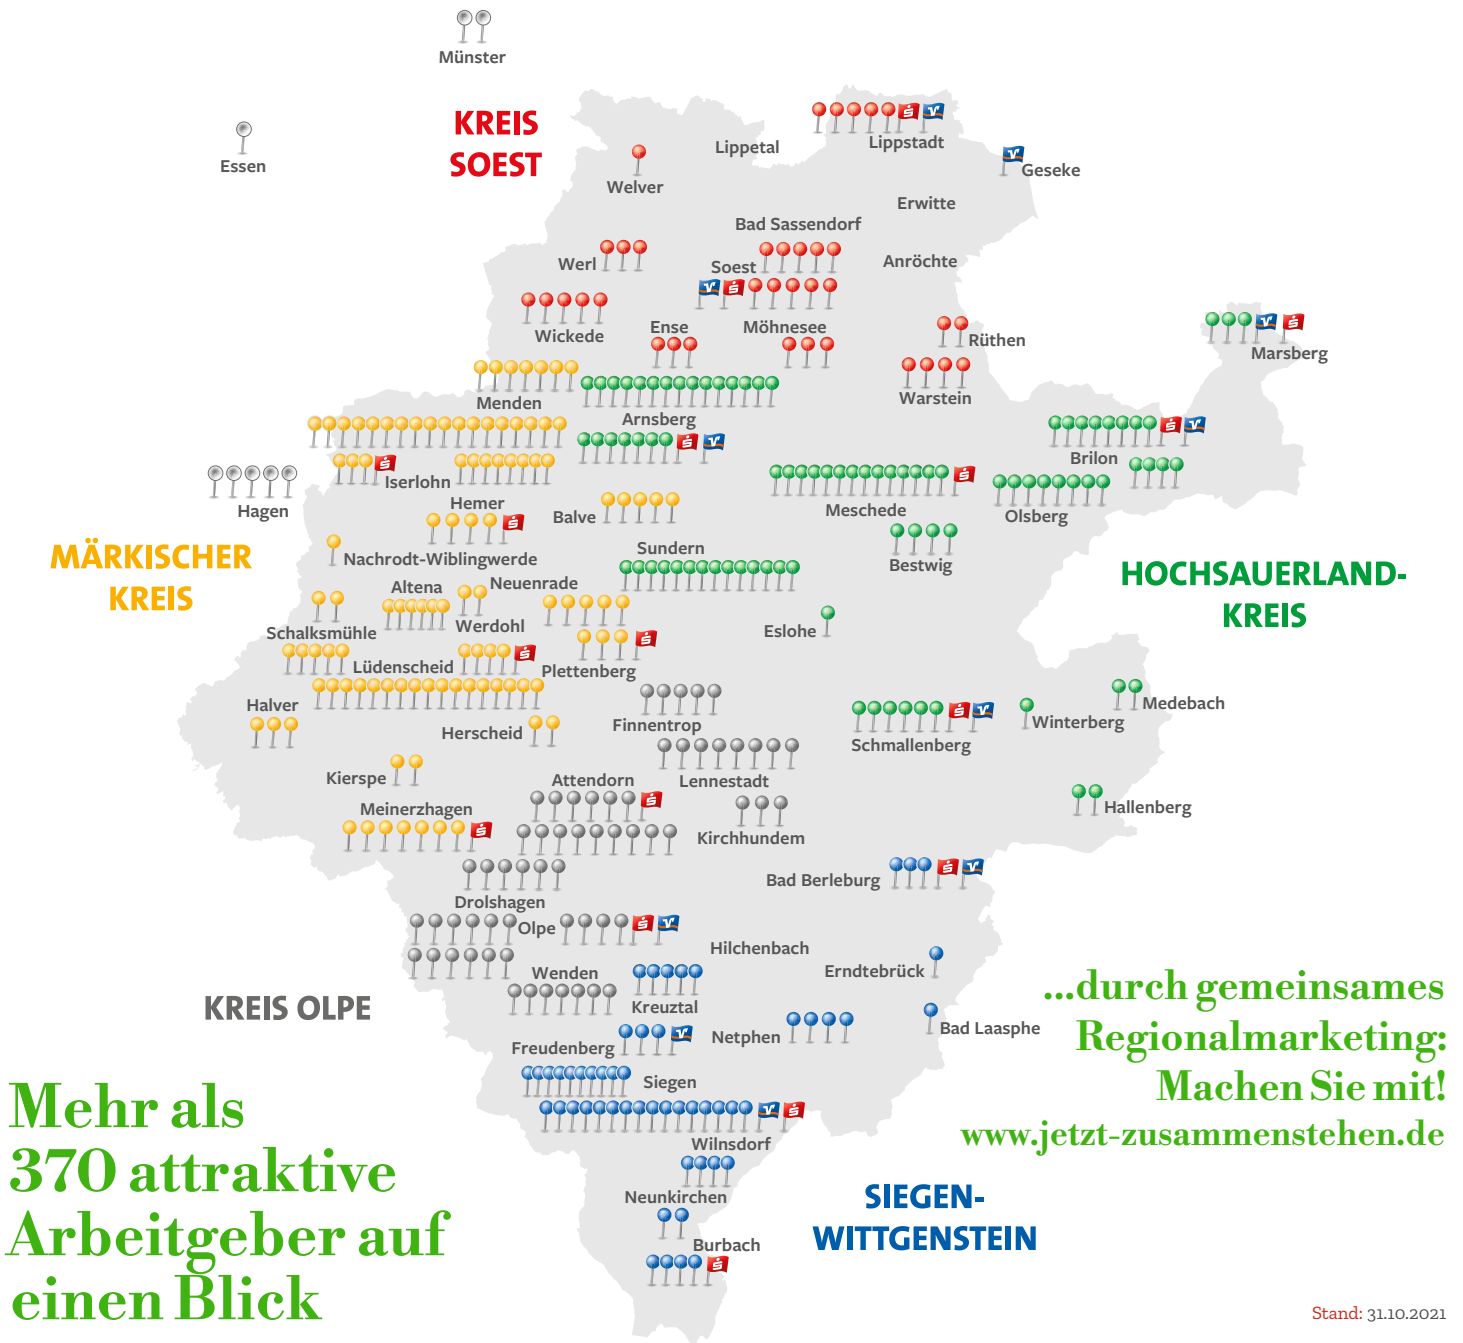 Münster
KREIS
SOEST
Essen
Lippetal
Lippstadt
Welver
Geseke
Erwitte
Bad Sassendorf
Werl
Soest
Anröchte
Wickede
Ense
Möhnesee
Rüthen
Marsberg
Menden
Arnsberg
Warstein
Brilon
Iserlohn
Hagen
Hemer
Balve
Meschede
Olsberg
MÄRKISCHER
KREIS
Nachrodt-Wiblingwerde
Sundern
Bestwig
HOCHSAUERLAND-
KREIS
Altena
Neuenrade
Schalksmühle
Werdohl
Eslohe
Lüdenscheid
Plettenberg
Halver
Herscheid
Finnentrop
Schmallenberg
Winterberg
Medebach
Kierspe
Attendorn
Lennestadt
Hallenberg
Meinerzhagen
Kirchhundem
Bad Berleburg
Drolshagen
Olpe
Hilchenbach
Erndtebrück
Wenden
KREIS OLPE
Kreuztal
Netphen
Bad Laasphe
Freudenberg
Siegen
Wilnsdorf
Neunkirchen
Burbach
SIEGEN-
WITTGENSTEIN
...durch gemeinsames
Regionalmarketing:
Machen Sie mit!
www.jetzt-zusammenstehen.de
Mehr als
370 attraktive
Arbeitgeber auf
einen Blick
Stand: 31.10.2021